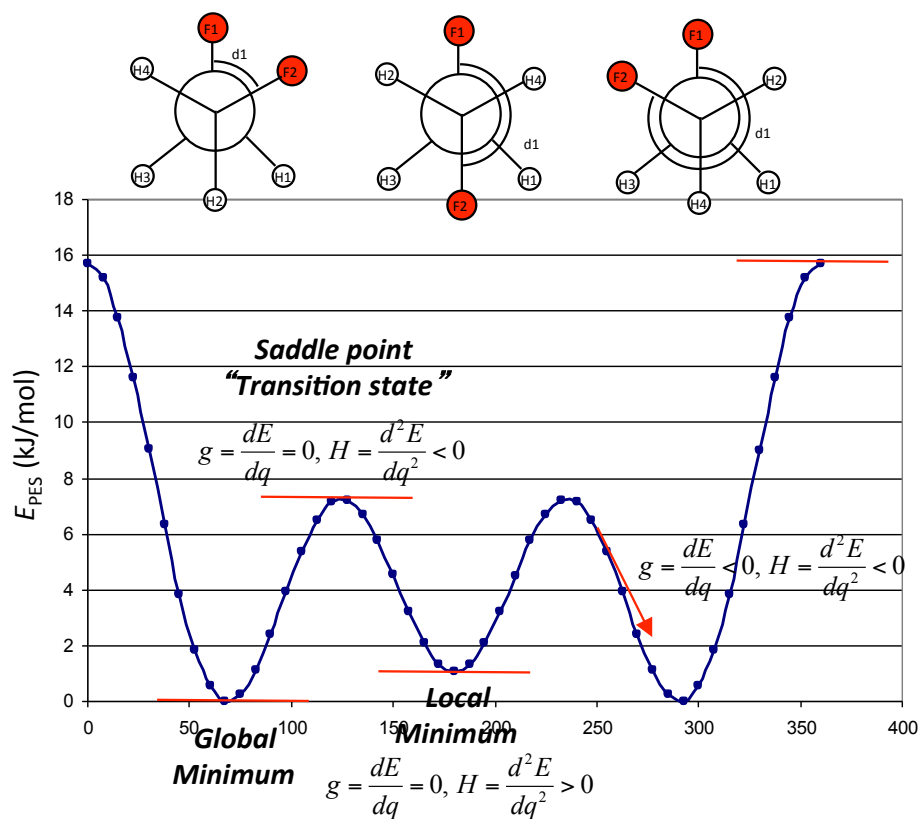 F1
d1
F2
H4
H3
H1
H2
F1
H2
H4
d1
H3
H1
F2
F1
F2
H2
d1
H3
H1
H4
18
16
14
12
10
8
6
4
2
0
E_PES (kJ/mol)
Saddle point
“Transition state”
g = dE/dq = 0, H = d²E/dq² < 0
g = dE/dq < 0, H = d²E/dq² < 0
0
50
100
150
200
250
300
350
400
Global
Minimum
Local
Minimum
g = dE/dq = 0, H = d²E/dq² > 0